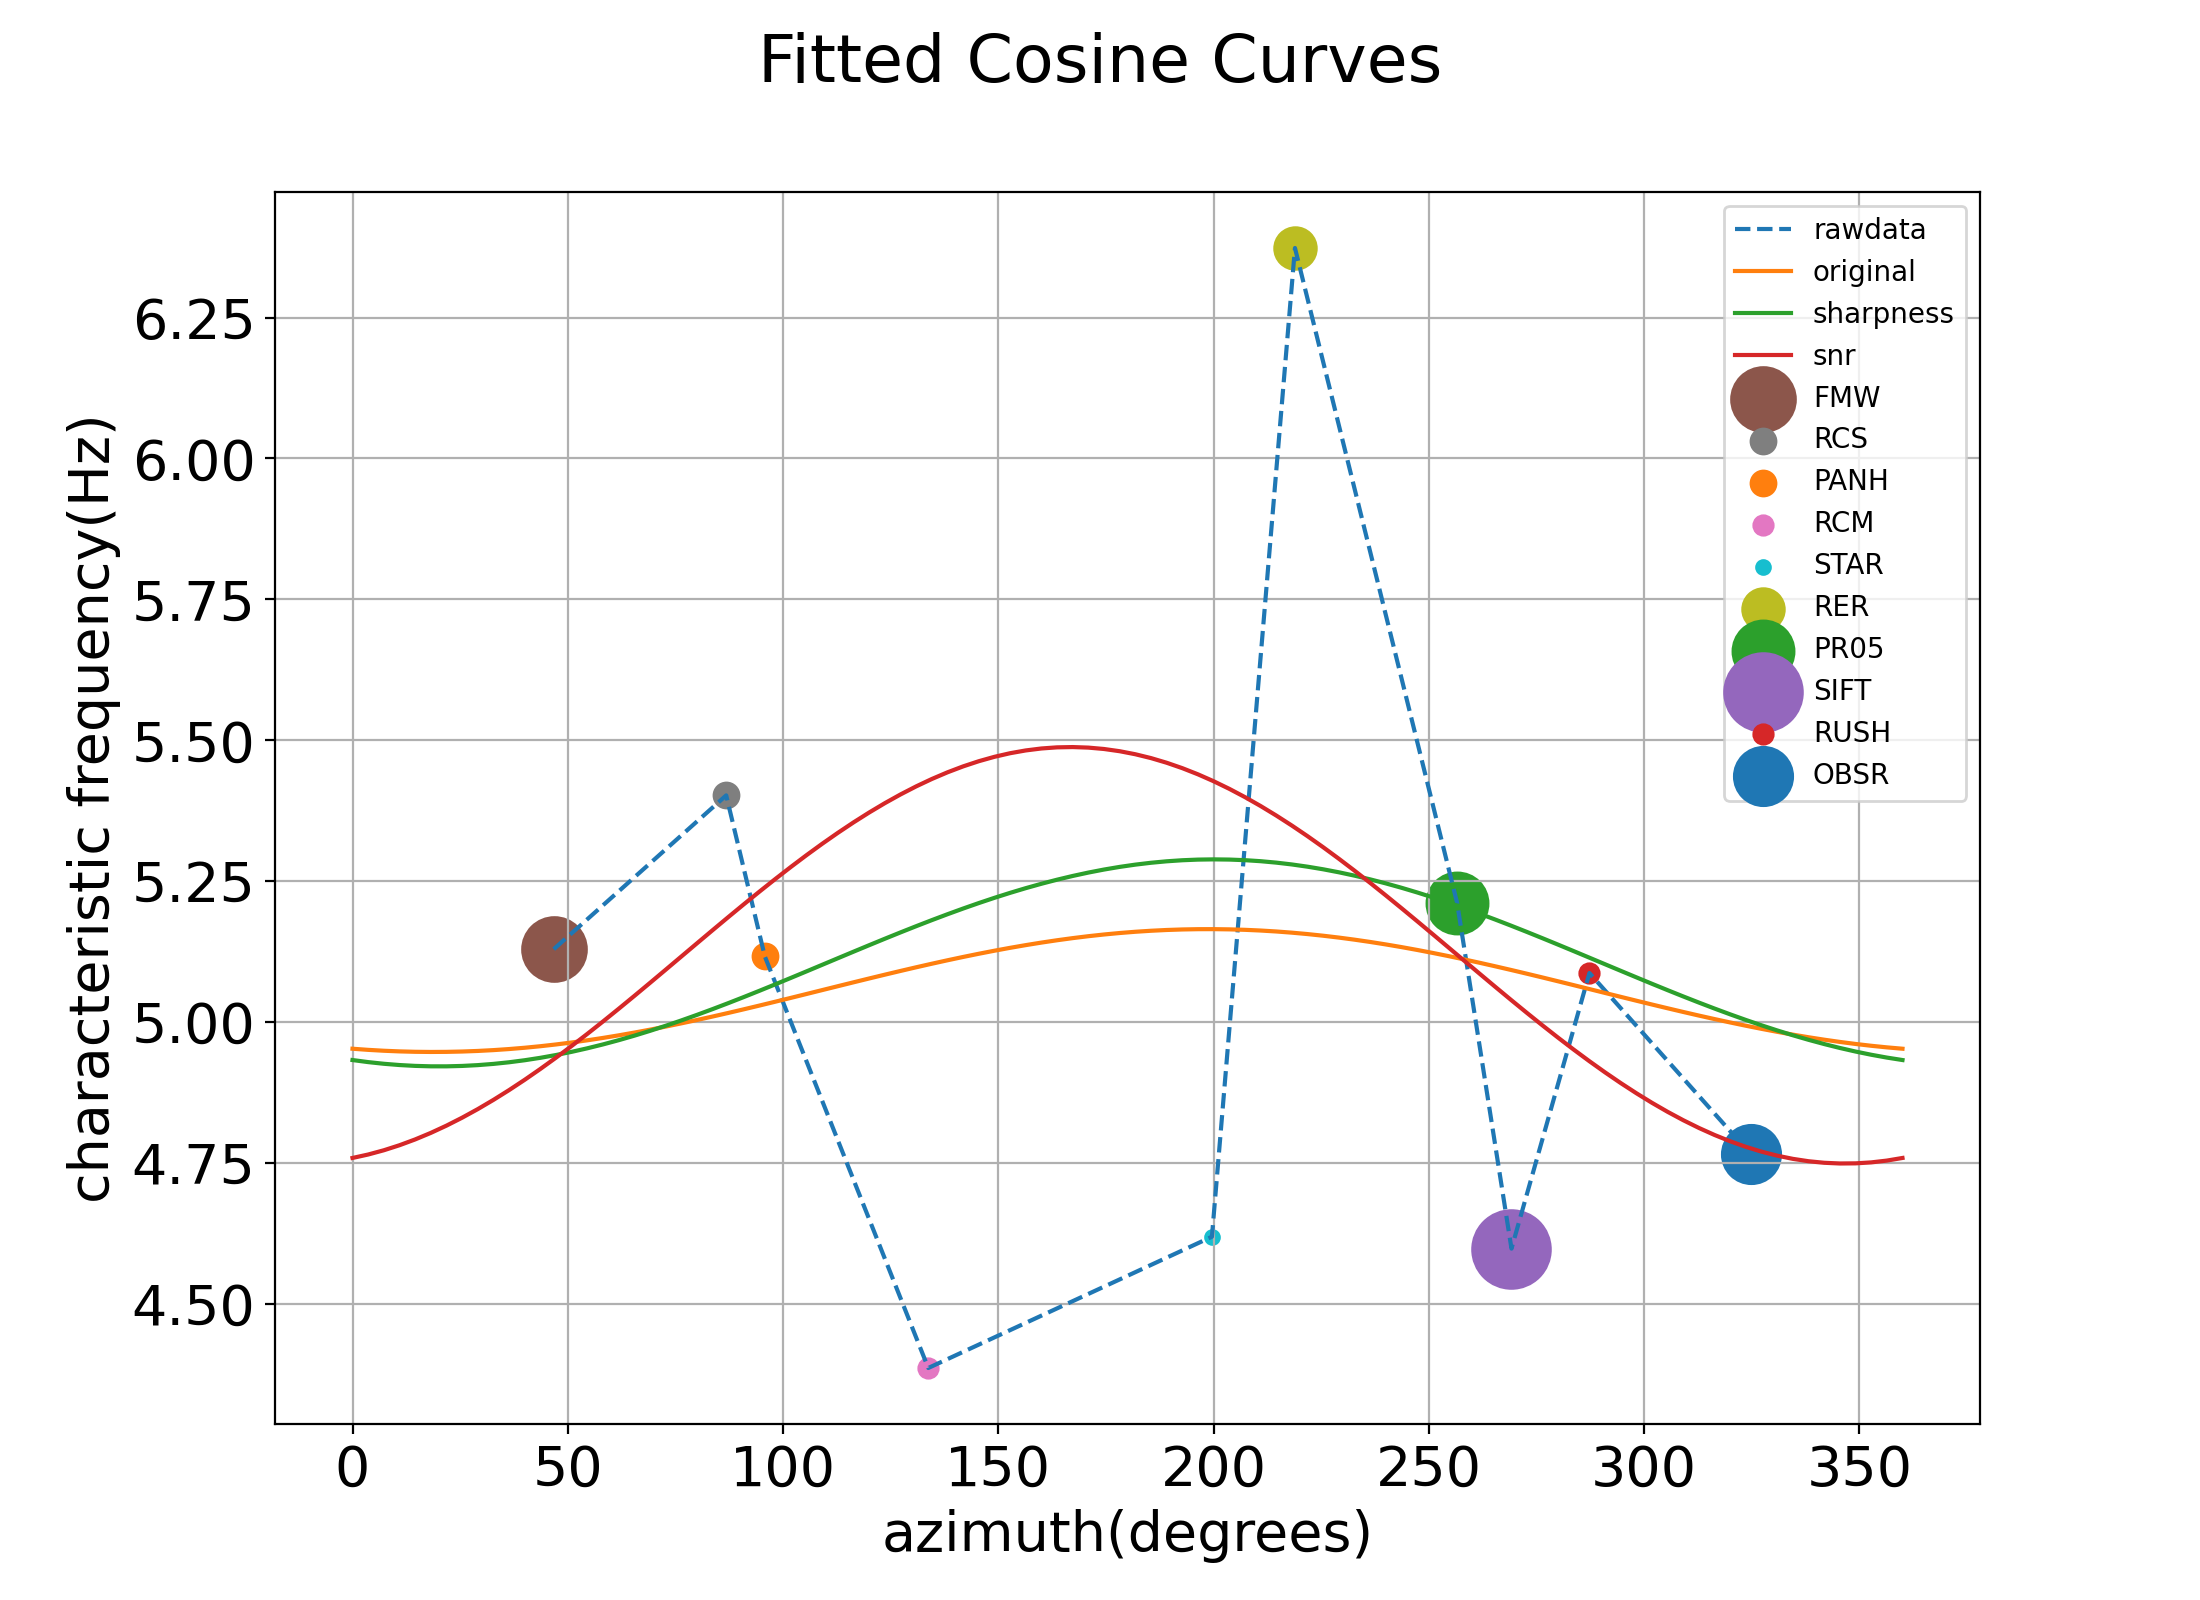 Fitted Cosine Curves
rawdata
original
sharpness
snr
FMW
RCS
PANH
RCM
STAR
RER
PR05
SIFT
RUSH
OBSR
characteristic frequency(Hz)
6.25
6.00
5.75
5.50
5.25
5.00
4.75
4.50
0 50 100 150 200 250 300 350
azimuth(degrees)